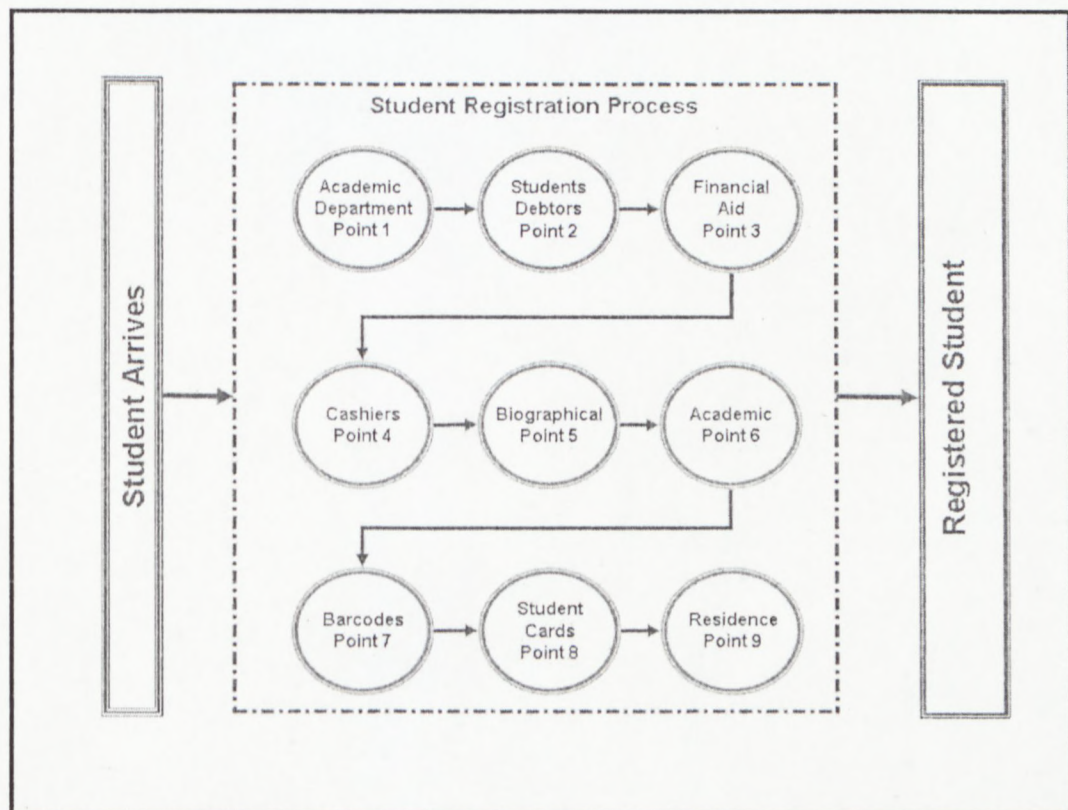 Student Arrives
Student Registration Process
Academic
Department
Point 1
Students
Debtors
Point 2
Financial
Aid
Point 3
Cashiers
Point 4
Biographical
Point 5
Academic
Point 6
Barcodes
Point 7
Student
Cards
Point 8
Residence
Point 9
Registered Student